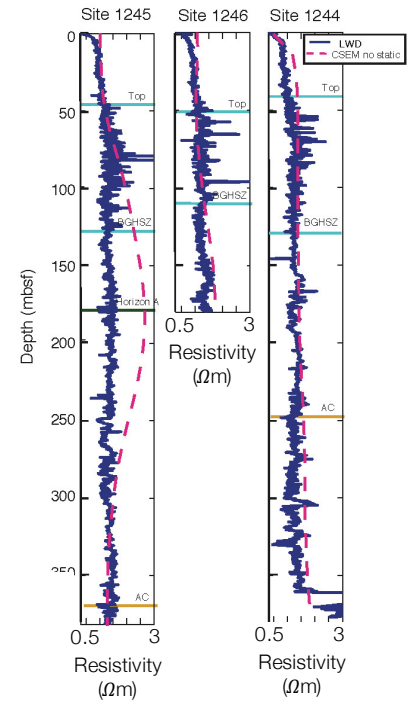 Site 1245
Site 1246
Site 1244
LWD
CSEM no static
0
50
100
150
200
250
300
Depth (mbsf)
Top
BGHSZ
Horizon A
AC
0.5 3
Resistivity
(Ωm)
Top
BGHSZ
0.5 3
Resistivity
(Ωm)
Top
BGHSZ
AC
0.5 3
Resistivity
(Ωm)